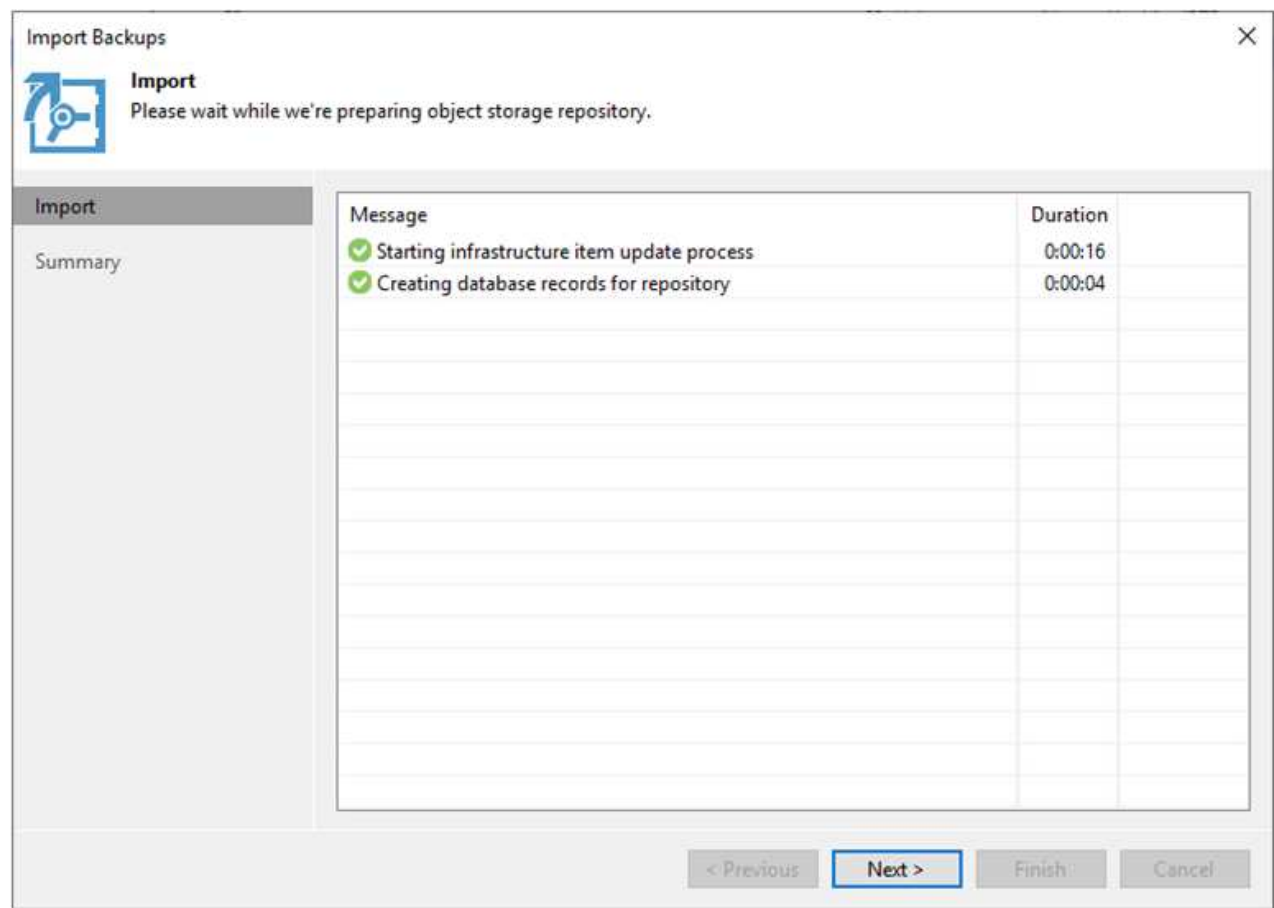 Import Backups
Import
Please wait while we're preparing object storage repository.
Import
Summary
Message Duration
Starting infrastructure item update process 0:00:16
Creating database records for repository 0:00:04
< Previous Next > Finish Cancel